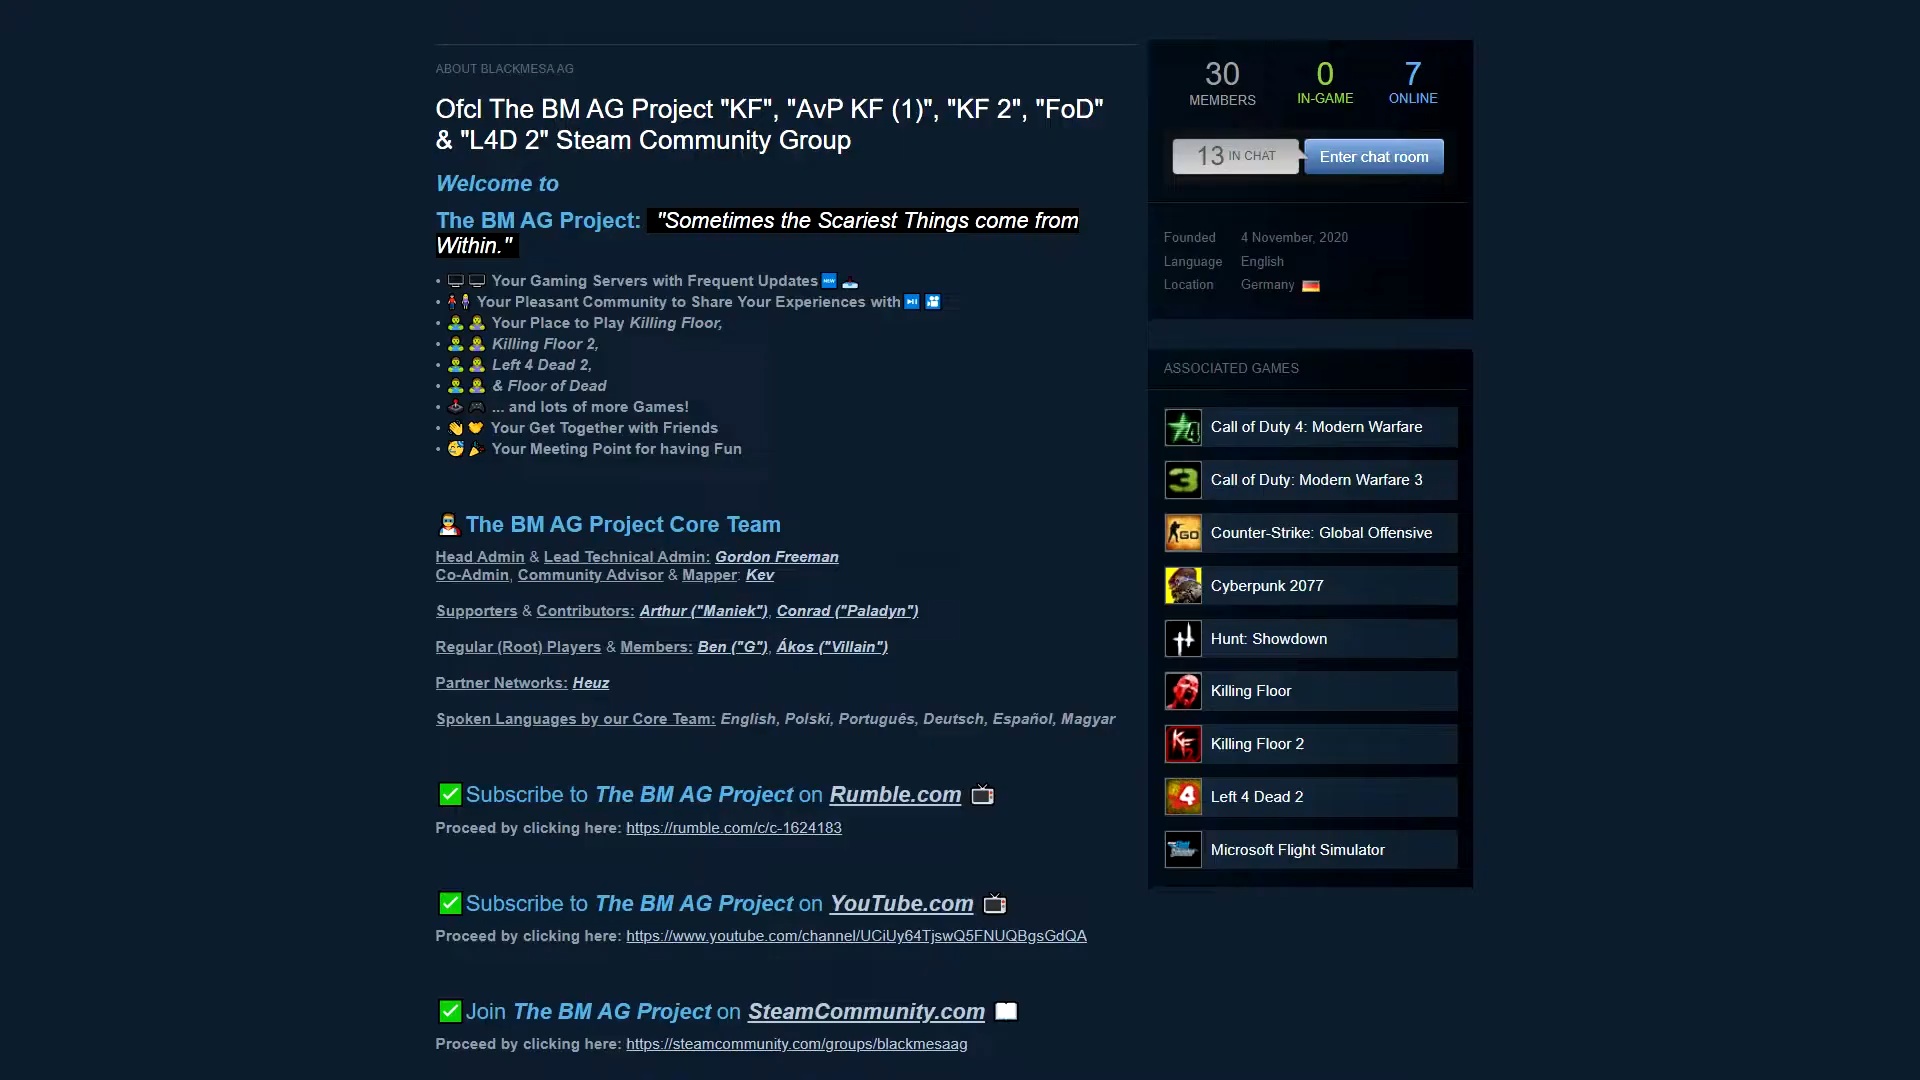 ABOUT BLACKMESA AG
Ofcl The BM AG Project "KF", "AvP KF (1)", "KF 2", "FoD"
& "L4D 2" Steam Community Group
Welcome to
The BM AG Project: "Sometimes the Scariest Things come from
Within."
• Your Gaming Servers with Frequent Updates
• Your Pleasant Community to Share Your Experiences with
• Your Place to Play Killing Floor,
• Killing Floor 2,
• Left 4 Dead 2,
• & Floor of Dead
• ... and lots of more Games!
• Your Get Together with Friends
• Your Meeting Point for having Fun
The BM AG Project Core Team
Head Admin & Lead Technical Admin: Gordon Freeman
Co-Admin, Community Advisor & Mapper: Kev
Supporters & Contributors: Arthur ("Maniek"), Conrad ("Paladyn")
Regular (Root) Players & Members: Ben ("G"), Ákos ("Villain")
Partner Networks: Heuz
Spoken Languages by our Core Team: English, Polski, Português, Deutsch, Español, Magyar
Subscribe to The BM AG Project on Rumble.com
Proceed by clicking here: https://rumble.com/c/c-1624183
Subscribe to The BM AG Project on YouTube.com
Proceed by clicking here: https://www.youtube.com/channel/UCiUy64TjswQ5FNUQBgsGdQA
Join The BM AG Project on SteamCommunity.com
Proceed by clicking here: https://steamcommunity.com/groups/blackmesaag
30 0 7
MEMBERS IN-GAME ONLINE
13 IN CHAT Enter chat room
Founded 4 November, 2020
Language English
Location Germany
ASSOCIATED GAMES
Call of Duty 4: Modern Warfare
Call of Duty: Modern Warfare 3
Counter-Strike: Global Offensive
Cyberpunk 2077
Hunt: Showdown
Killing Floor
Killing Floor 2
Left 4 Dead 2
Microsoft Flight Simulator